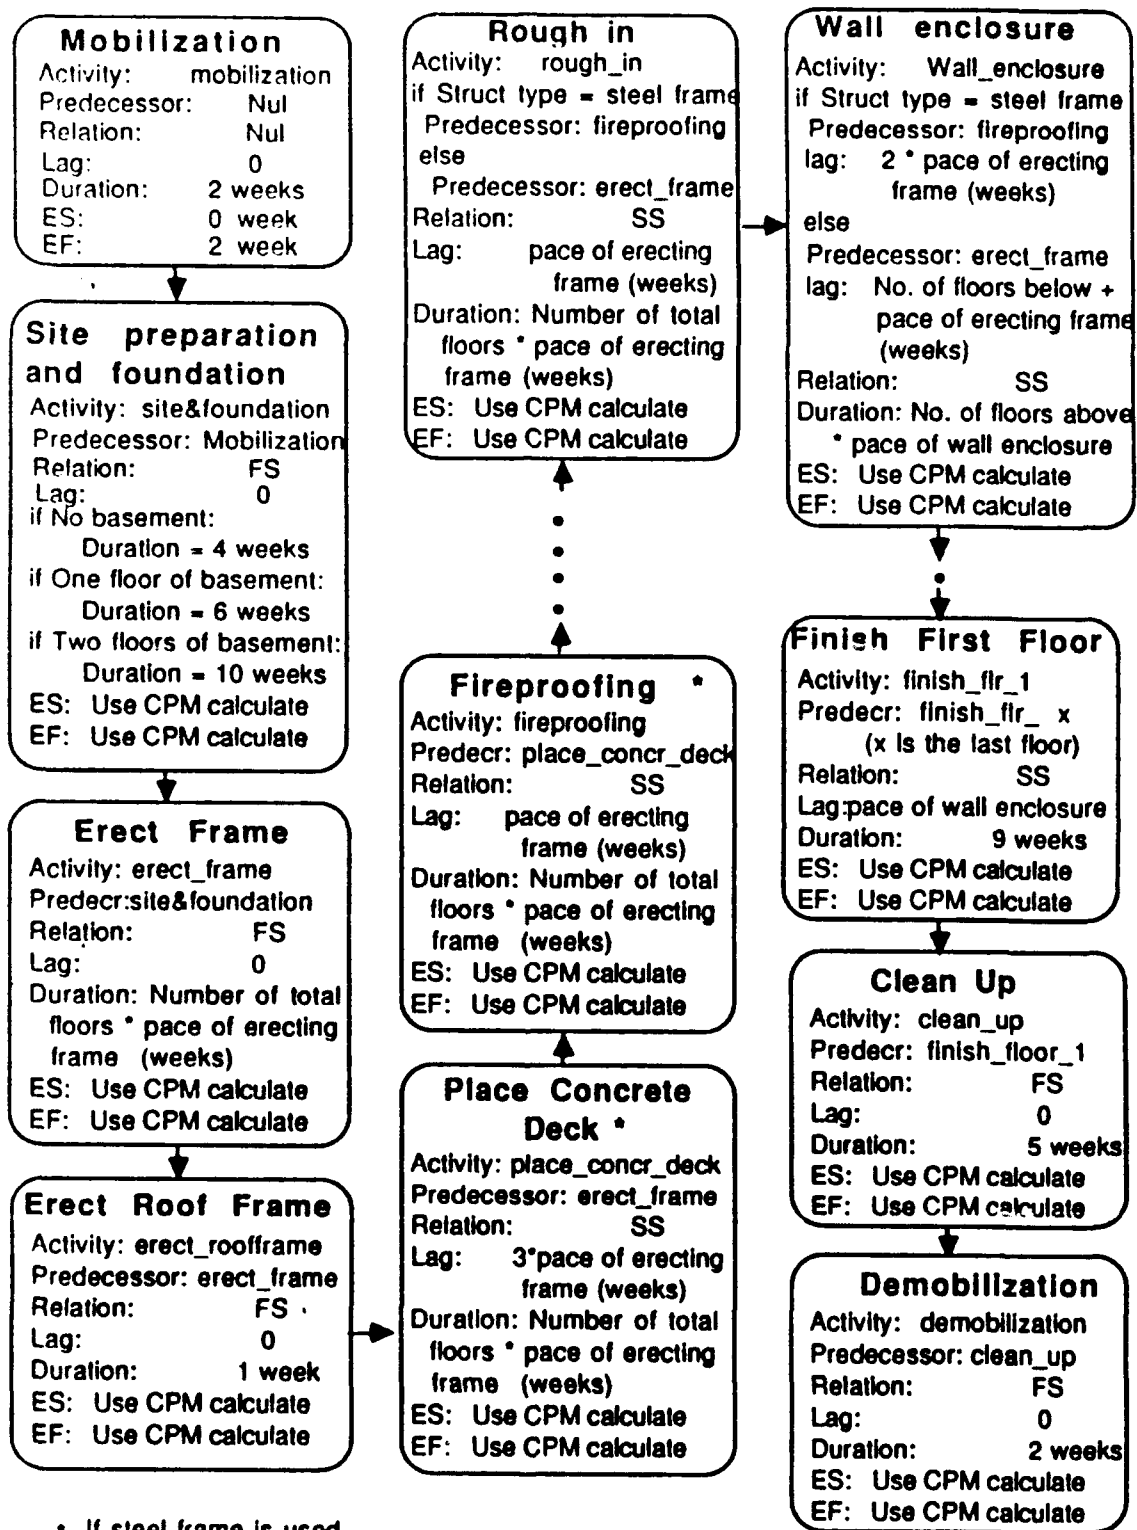 Mobilization
Activity: mobilization
Predecessor: Nul
Relation: Nul
Lag: 0
Duration: 2 weeks
ES: 0 week
EF: 2 week
Site preparation
and foundation
Activity: site&foundation
Predecessor: Mobilization
Relation: FS
Lag: 0
if No basement:
Duration = 4 weeks
if One floor of basement:
Duration = 6 weeks
if Two floors of basement:
Duration = 10 weeks
ES: Use CPM calculate
EF: Use CPM calculate
Erect Frame
Activity: erect_frame
Predecr:site&foundation
Relation: FS
Lag: 0
Duration: Number of total
floors * pace of erecting
frame (weeks)
ES: Use CPM calculate
EF: Use CPM calculate
Erect Roof Frame
Activity: erect_roofframe
Predecessor: erect_frame
Relation: FS
Lag: 0
Duration: 1 week
ES: Use CPM calculate
EF: Use CPM calculate
* If steel frame is used
Rough in
Activity: rough_in
if Struct type = steel frame
Predecessor: fireproofing
else
Predecessor: erect_frame
Relation: SS
Lag: pace of erecting
frame (weeks)
Duration: Number of total
floors * pace of erecting
frame (weeks)
ES: Use CPM calculate
EF: Use CPM calculate
Fireproofing *
Activity: fireproofing
Predecr: place_concr_deck
Relation: SS
Lag: pace of erecting
frame (weeks)
Duration: Number of total
floors * pace of erecting
frame (weeks)
ES: Use CPM calculate
EF: Use CPM calculate
Place Concrete
Deck *
Activity: place_concr_deck
Predecessor: erect_frame
Relation: SS
Lag: 3*pace of erecting
frame (weeks)
Duration: Number of total
floors * pace of erecting
frame (weeks)
ES: Use CPM calculate
EF: Use CPM calculate
Wall enclosure
Activity: Wall_enclosure
if Struct type = steel frame
Predecessor: fireproofing
lag: 2 * pace of erecting
frame (weeks)
else
Predecessor: erect_frame
lag: No. of floors below +
pace of erecting frame
(weeks)
Relation: SS
Duration: No. of floors above
* pace of wall enclosure
ES: Use CPM calculate
EF: Use CPM calculate
Finish First Floor
Activity: finish_flr_1
Predecr: finish_flr_ x
(x Is the last floor)
Relation: SS
Lag:pace of wall enclosure
Duration: 9 weeks
ES: Use CPM calculate
EF: Use CPM calculate
Clean Up
Activity: clean_up
Predecr: finish_floor_1
Relation: FS
Lag: 0
Duration: 5 weeks
ES: Use CPM calculate
EF: Use CPM calculate
Demobilization
Activity: demobilization
Predecessor: clean_up
Relation: FS
Lag: 0
Duration: 2 weeks
ES: Use CPM calculate
EF: Use CPM calculate